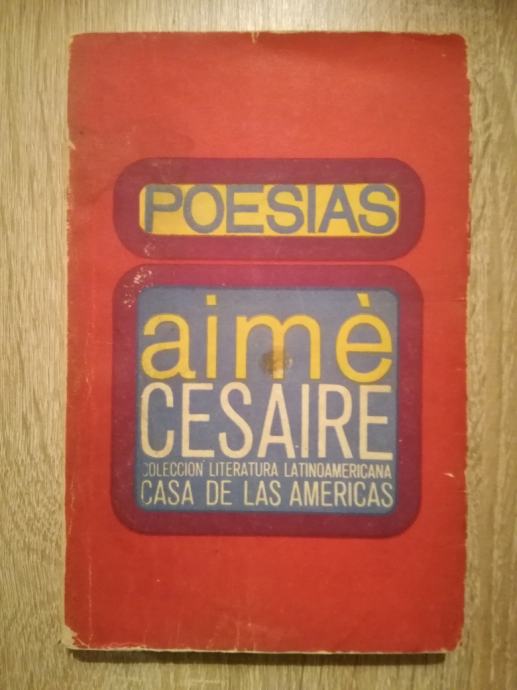 POESIAS
aimè
CESAIRE
COLECCION LITERATURA LATINOAMERICANA
CASA DE LAS AMERICAS